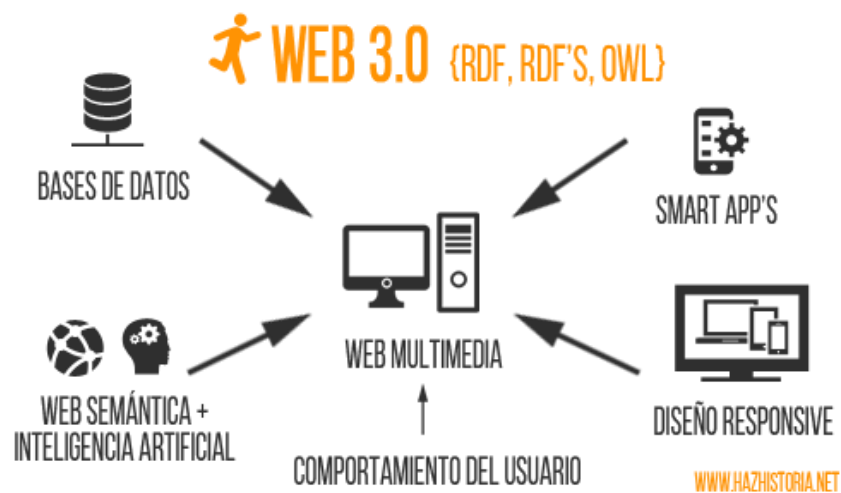 WEB 3.0 {RDF, RDF'S, OWL}
BASES DE DATOS
SMART APP'S
WEB MULTIMEDIA
WEB SEMÁNTICA +
INTELIGENCIA ARTIFICIAL
DISEÑO RESPONSIVE
COMPORTAMIENTO DEL USUARIO
WWW.HAZHISTORIA.NET